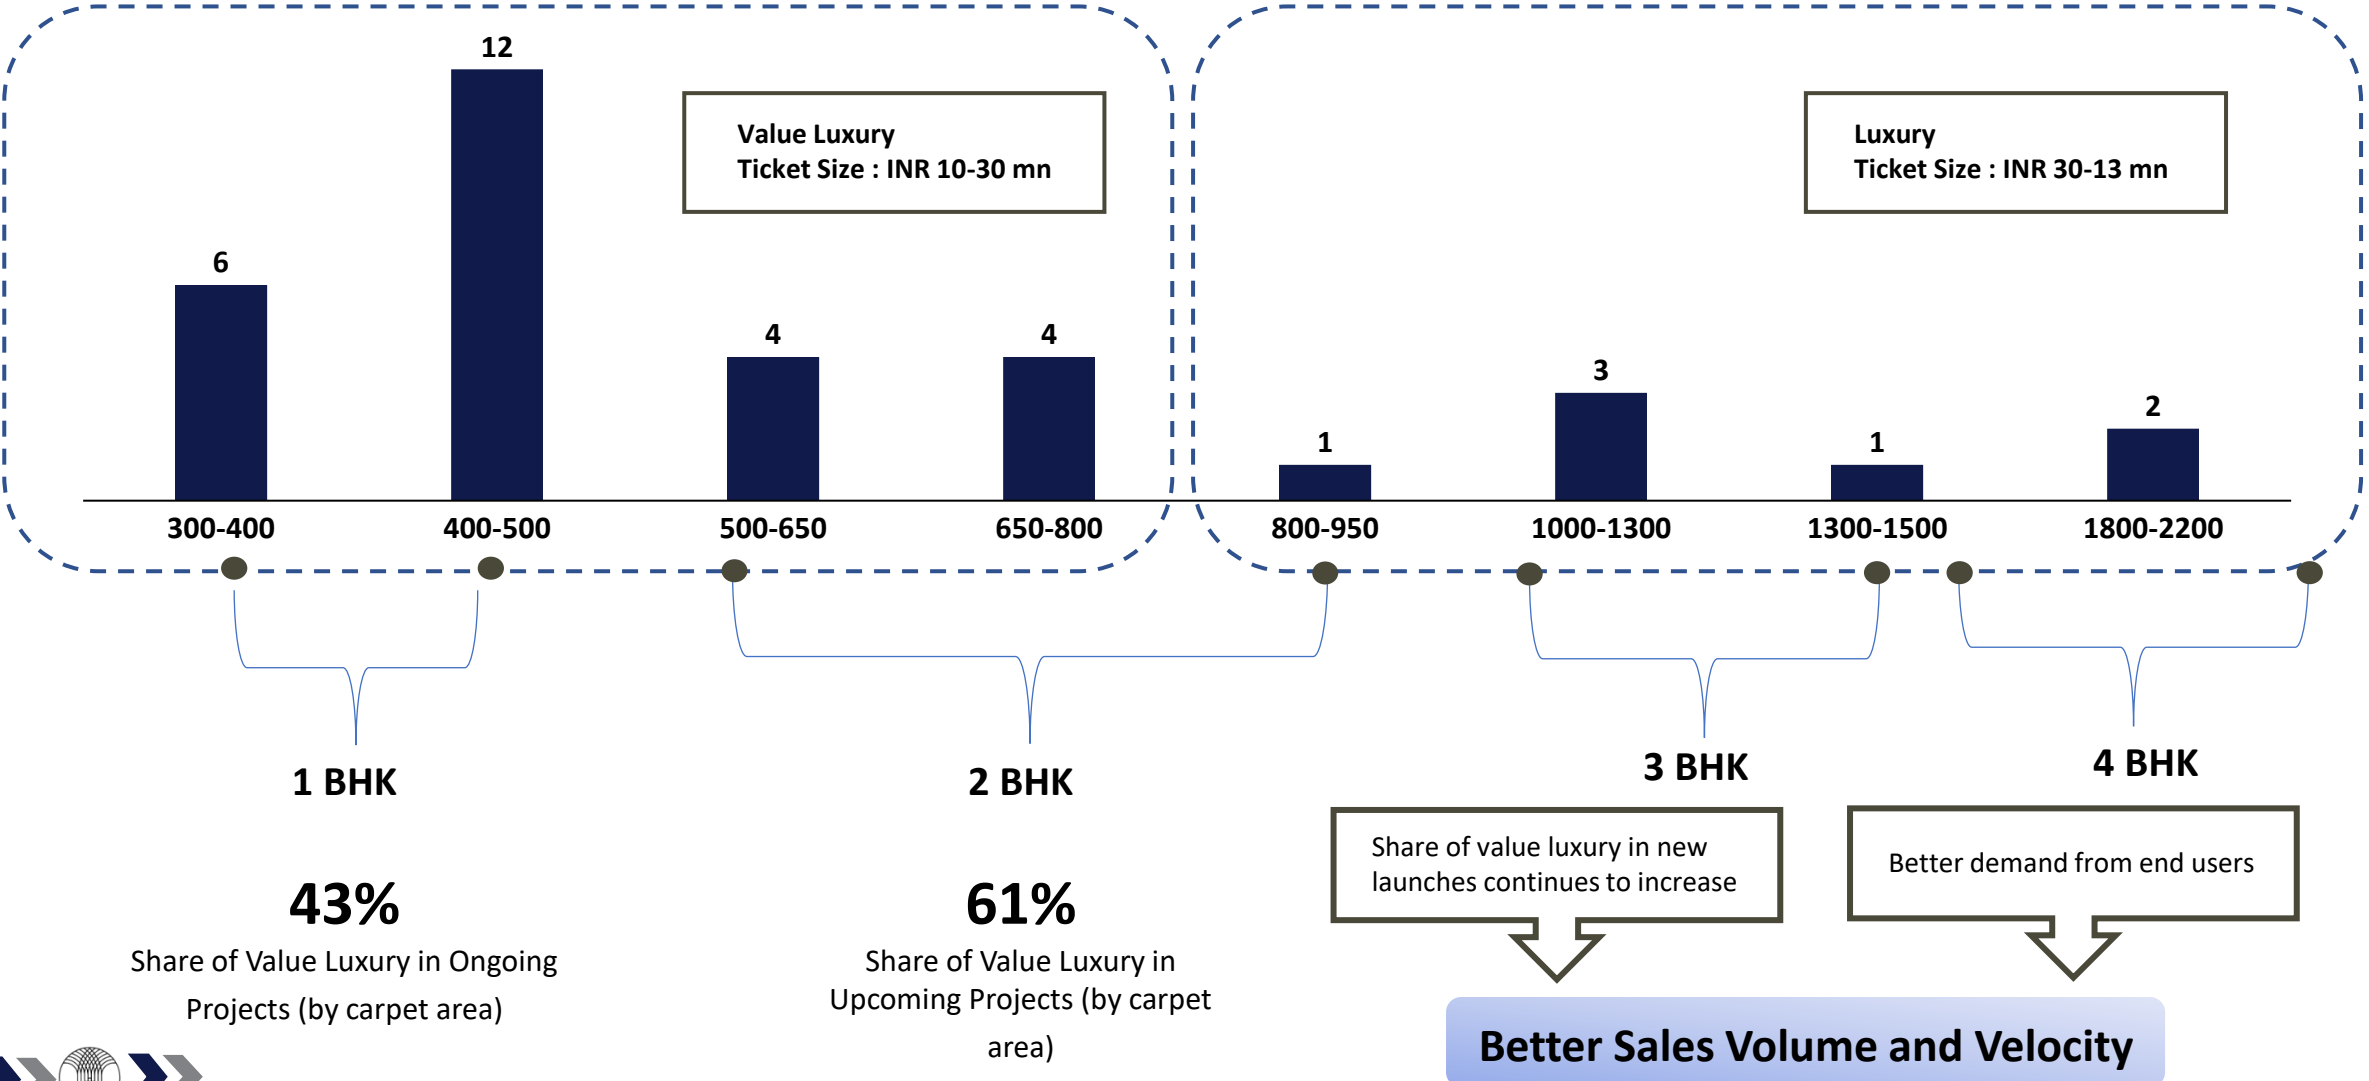 12
6
4
4
1
3
1
2
Value Luxury
Ticket Size : INR 10-30 mn
Luxury
Ticket Size : INR 30-13 mn
300-400
400-500
500-650
650-800
800-950
1000-1300
1300-1500
1800-2200
1 BHK
2 BHK
3 BHK
4 BHK
43%
Share of Value Luxury in Ongoing
Projects (by carpet area)
61%
Share of Value Luxury in
Upcoming Projects (by carpet
area)
Share of value luxury in new
launches continues to increase
Better demand from end users
Better Sales Volume and Velocity